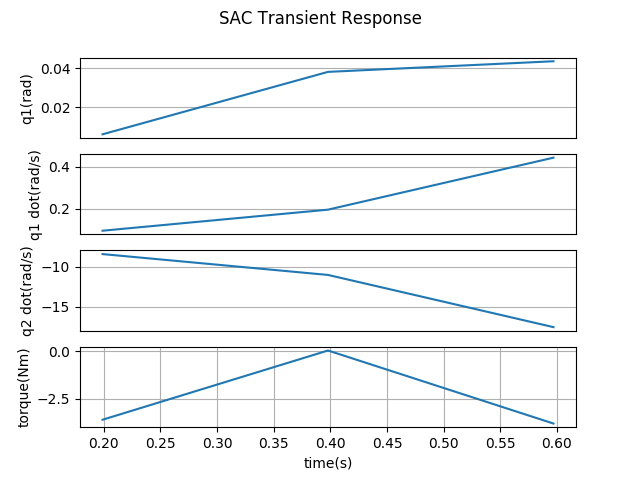 SAC Transient Response
0.04
0.02
q1(rad)
0.4
0.2
q1 dot(rad/s)
−10
−15
q2 dot(rad/s)
0.0
−2.5
torque(Nm)
0.20 0.25 0.30 0.35 0.40 0.45 0.50 0.55 0.60
time(s)